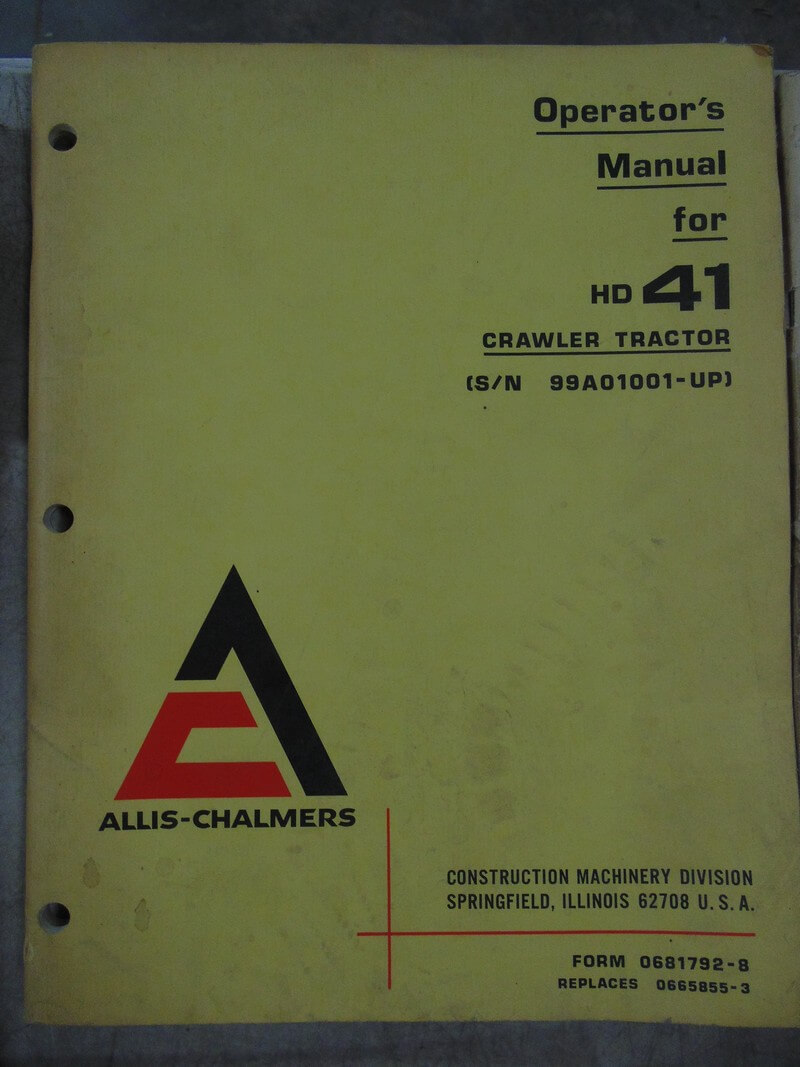 Operator's
Manual
for
HD 41
CRAWLER TRACTOR
(S/N 99A01001-UP)
ALLIS-CHALMERS
CONSTRUCTION MACHINERY DIVISION
SPRINGFIELD, ILLINOIS 62708 U.S.A.
FORM 0681792-8
REPLACES 0665855-3